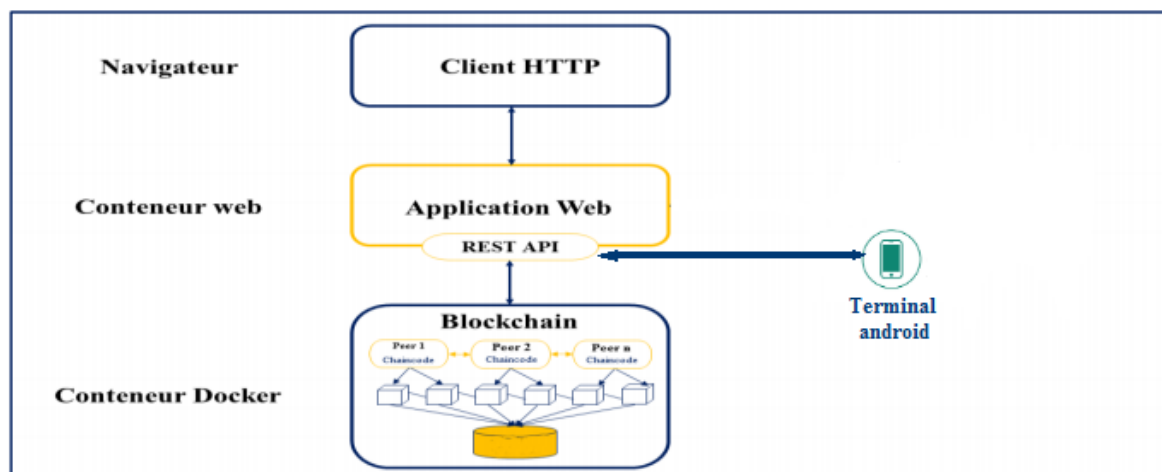 Navigateur
Client HTTP
Conteneur web
Application Web
REST API
Terminal
android
Blockchain
Peer 1
Chaincode
Peer 2
Chaincode
Peer n
Chaincode
Conteneur Docker